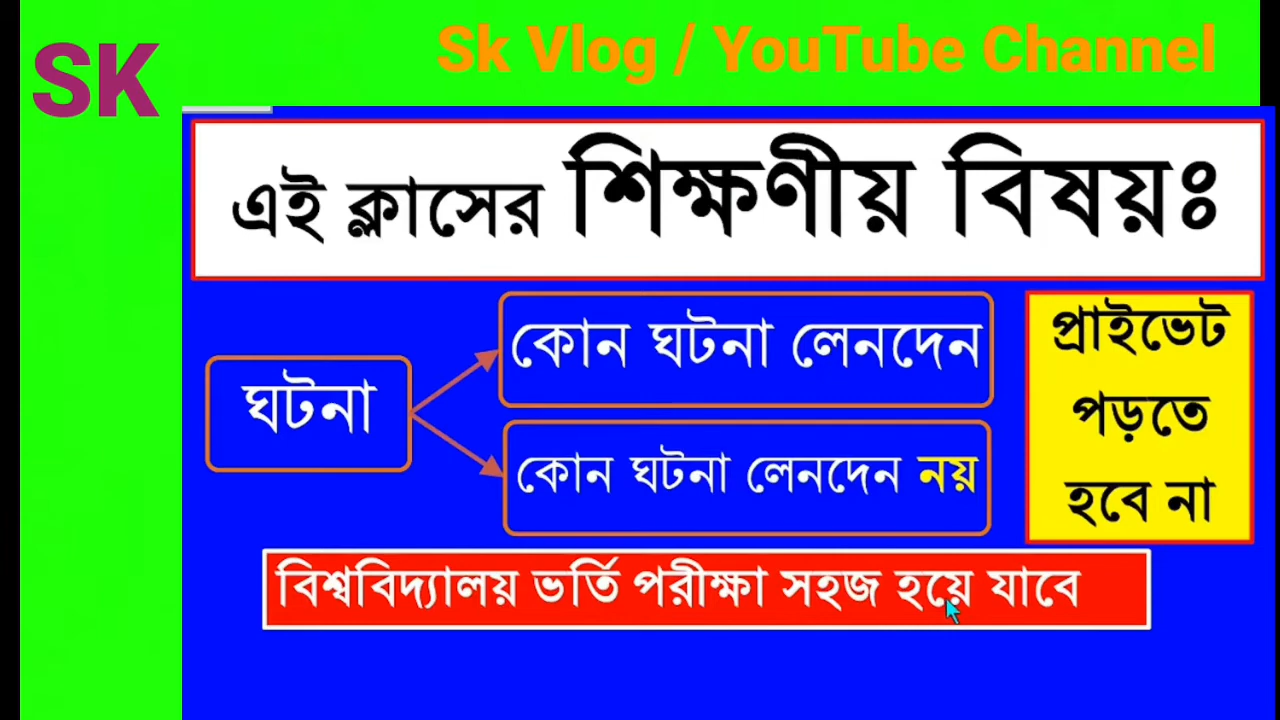 SK
Sk Vlog / YouTube Channel
এই ক্লাসের শিক্ষণীয় বিষয়ঃ
ঘটনা
কোন ঘটনা লেনদেন
কোন ঘটনা লেনদেন নয়
প্রাইভেট
পড়তে
হবে না
বিশ্ববিদ্যালয় ভর্তি পরীক্ষা সহজ হয়ে যাবে